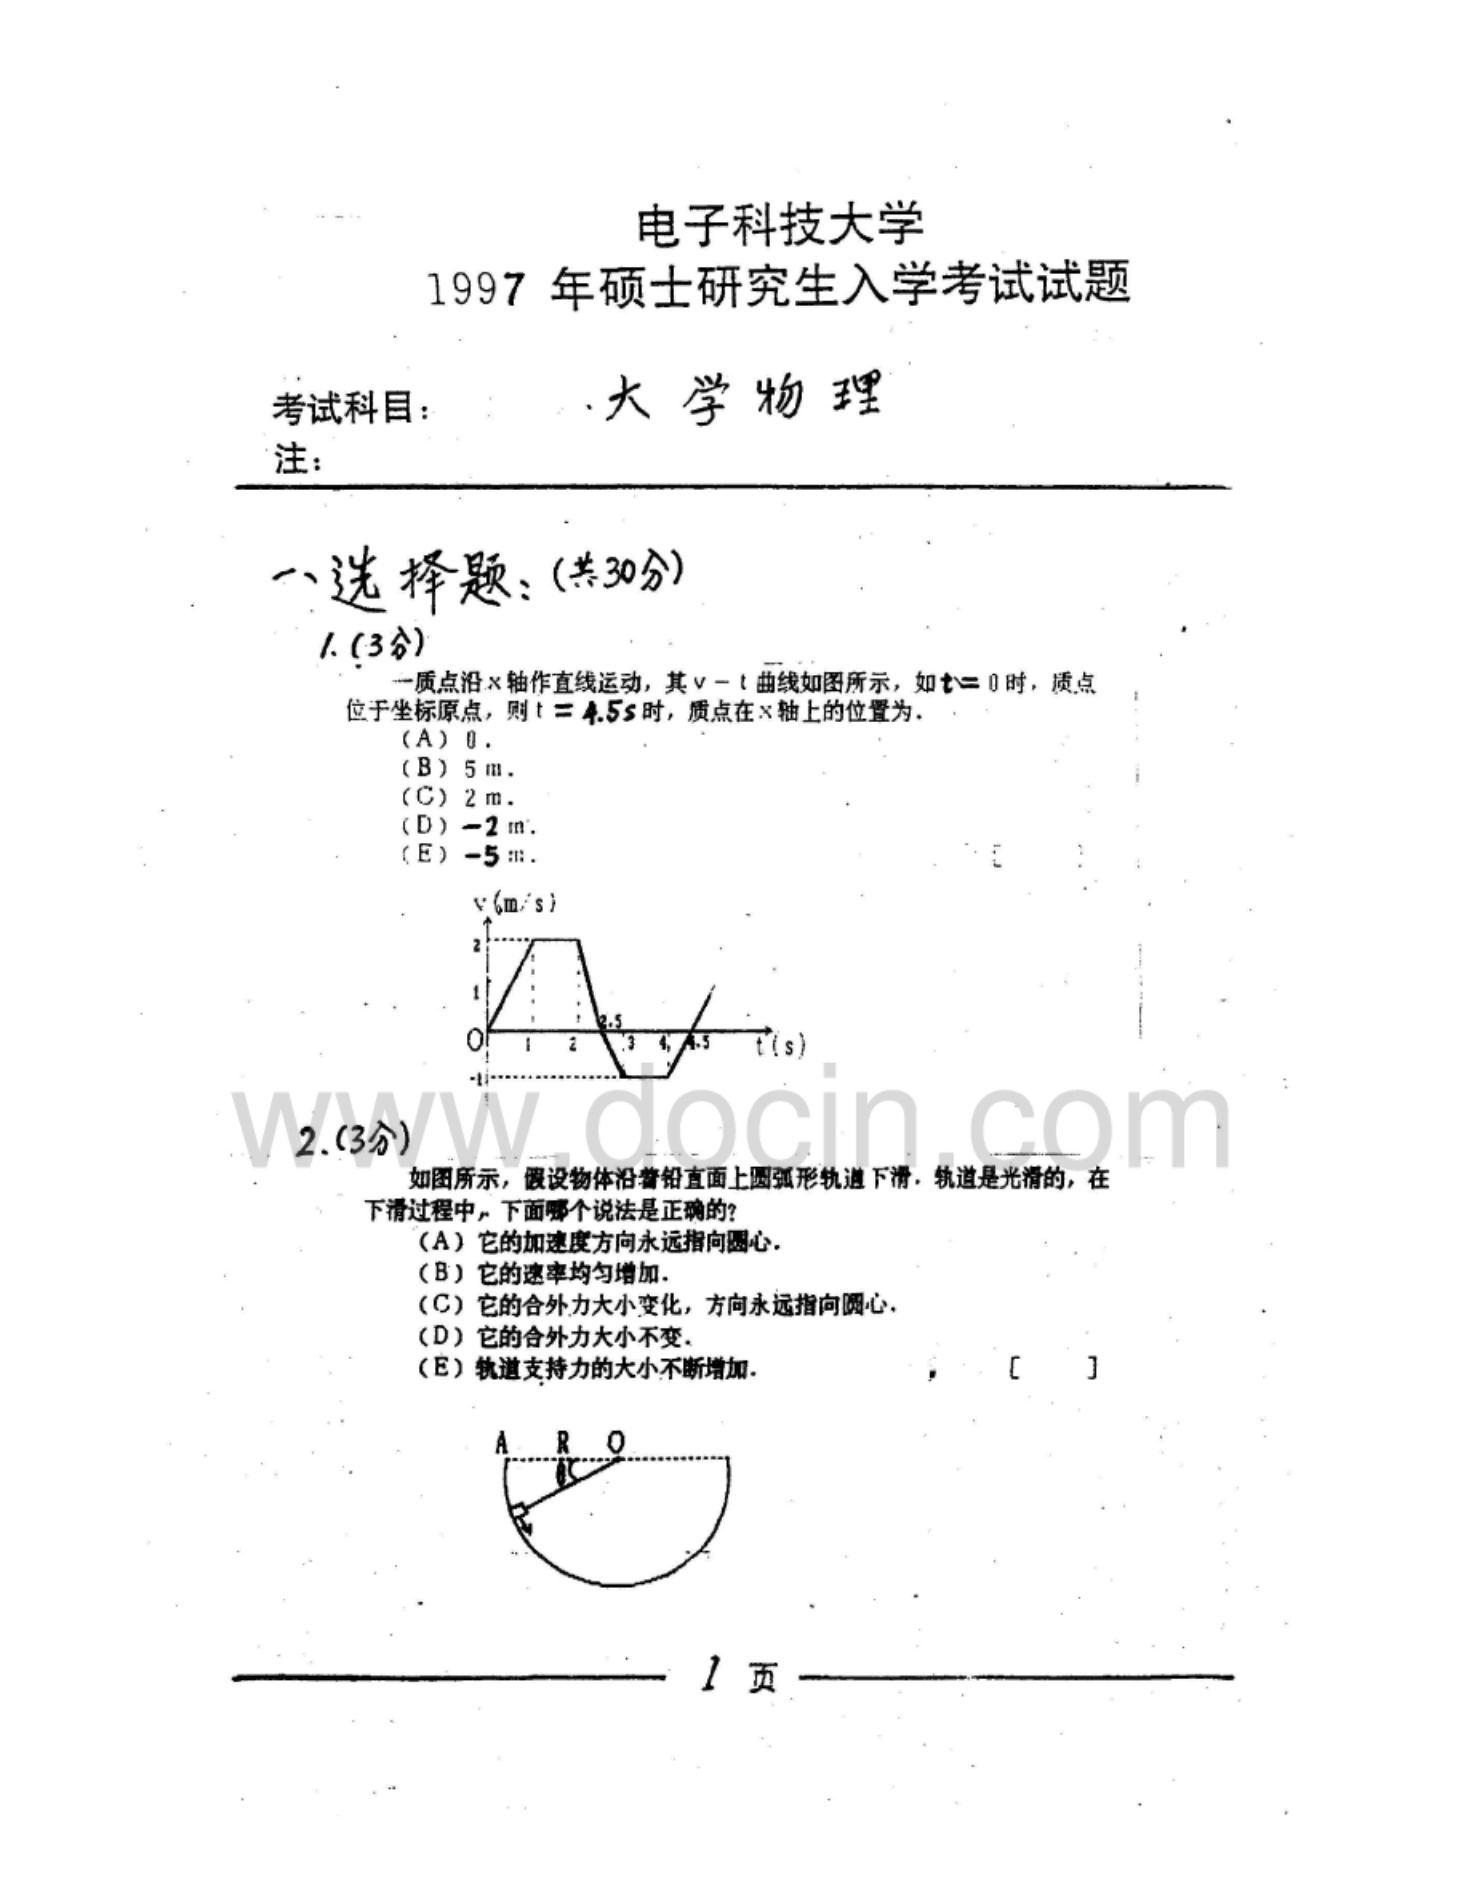 电子科技大学
1997 年硕士研究生入学考试试题
考试科目： 大学物理
注：
一、选择题：(共30分)
1.(3分)
一质点沿x轴作直线运动，其v－t曲线如图所示，如t＝0时，质点
位于坐标原点，则t＝4.5s时，质点在x轴上的位置为．
(A) 0．
(B) 5m．
(C) 2m．
(D) －2m．
(E) －5m． [ ]
v(m/s)
2
1
O 1 2 2.5 3 4 4.5 t(s)
-1
www.docin.com
2.(3分)
如图所示，假设物体沿着铅直面上圆弧形轨道下滑．轨道是光滑的，在
下滑过程中，下面哪个说法是正确的？
(A) 它的加速度方向永远指向圆心．
(B) 它的速率均匀增加．
(C) 它的合外力大小变化，方向永远指向圆心．
(D) 它的合外力大小不变．
(E) 轨道支持力的大小不断增加． [ ]
A R O
θ
1 页